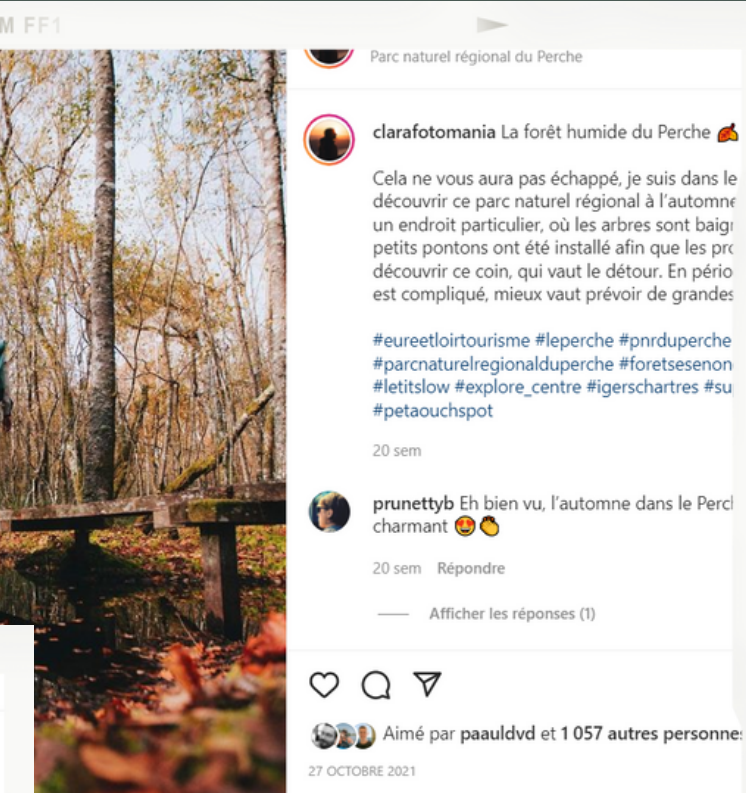 M FF1
Parc naturel régional du Perche
clarafotomania La forêt humide du Perche 🍂
Cela ne vous aura pas échappé, je suis dans le
découvrir ce parc naturel régional à l'automne
un endroit particulier, où les arbres sont baig
petits pontons ont été installé afin que les pro
découvrir ce coin, qui vaut le détour. En pério
est compliqué, mieux vaut prévoir de grandes
#eureetloirtourisme #leperche #pnrduperche
#parcnaturelregionalduperche #foretsesenon
#letitslow #explore_centre #igerschartres #su
#petaouchspot
20 sem
prunettyb Eh bien vu, l'automne dans le Perc
charmant 😍👏
20 sem Répondre
Afficher les réponses (1)
Aimé par paauldvd et 1 057 autres personnes
27 OCTOBRE 2021